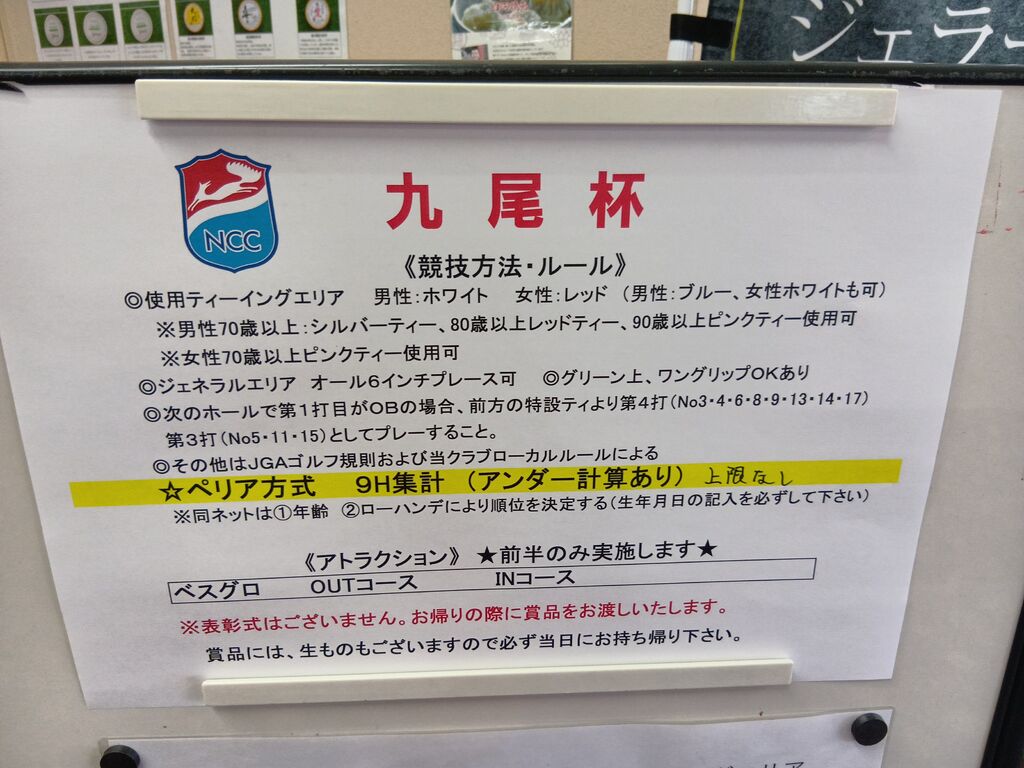 ジェラ
NCC
九尾杯
《競技方法・ルール》
◎使用ティーイングエリア 男性：ホワイト 女性：レッド （男性：ブルー、女性ホワイトも可）
※男性70歳以上：シルバーティー、80歳以上レッドティー、90歳以上ピンクティー使用可
※女性70歳以上ピンクティー使用可
◎ジェネラルエリア オール６インチプレース可 ◎グリーン上、ワングリップOKあり
◎次のホールで第１打目がOBの場合、前方の特設ティより第４打（No3・4・6・8・9・13・14・17）
第３打（No5・11・15）としてプレーすること。
◎その他はJGAゴルフ規則および当クラブローカルルールによる
☆ペリア方式 9H集計 （アンダー計算あり） 上限なし
※同ネットは①年齢 ②ローハンデにより順位を決定する（生年月日の記入を必ずして下さい）
《アトラクション》 ★前半のみ実施します★
ベスグロ OUTコース INコース
※表彰式はございません。お帰りの際に賞品をお渡しいたします。
賞品には、生ものもございますので必ず当日にお持ち帰り下さい。